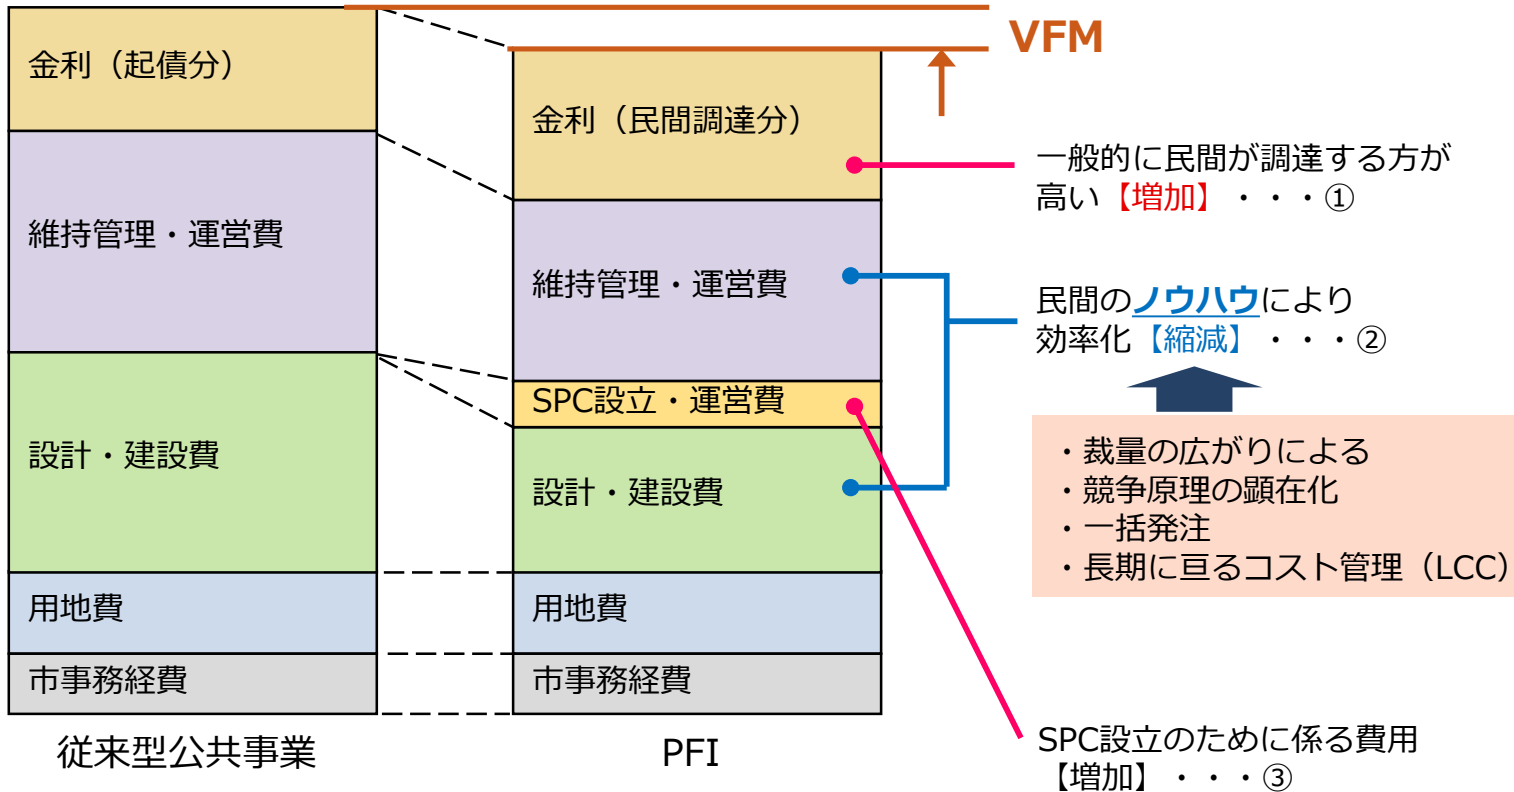 金利（起債分）
維持管理・運営費
設計・建設費
用地費
市事務経費
従来型公共事業
金利（民間調達分）
維持管理・運営費
SPC設立・運営費
設計・建設費
用地費
市事務経費
PFI
VFM
一般的に民間が調達する方が
高い【増加】・・・①
民間のノウハウにより
効率化【縮減】・・・②
・裁量の広がりによる
・競争原理の顕在化
・一括発注
・長期に亘るコスト管理（LCC）
SPC設立のために係る費用
【増加】・・・③